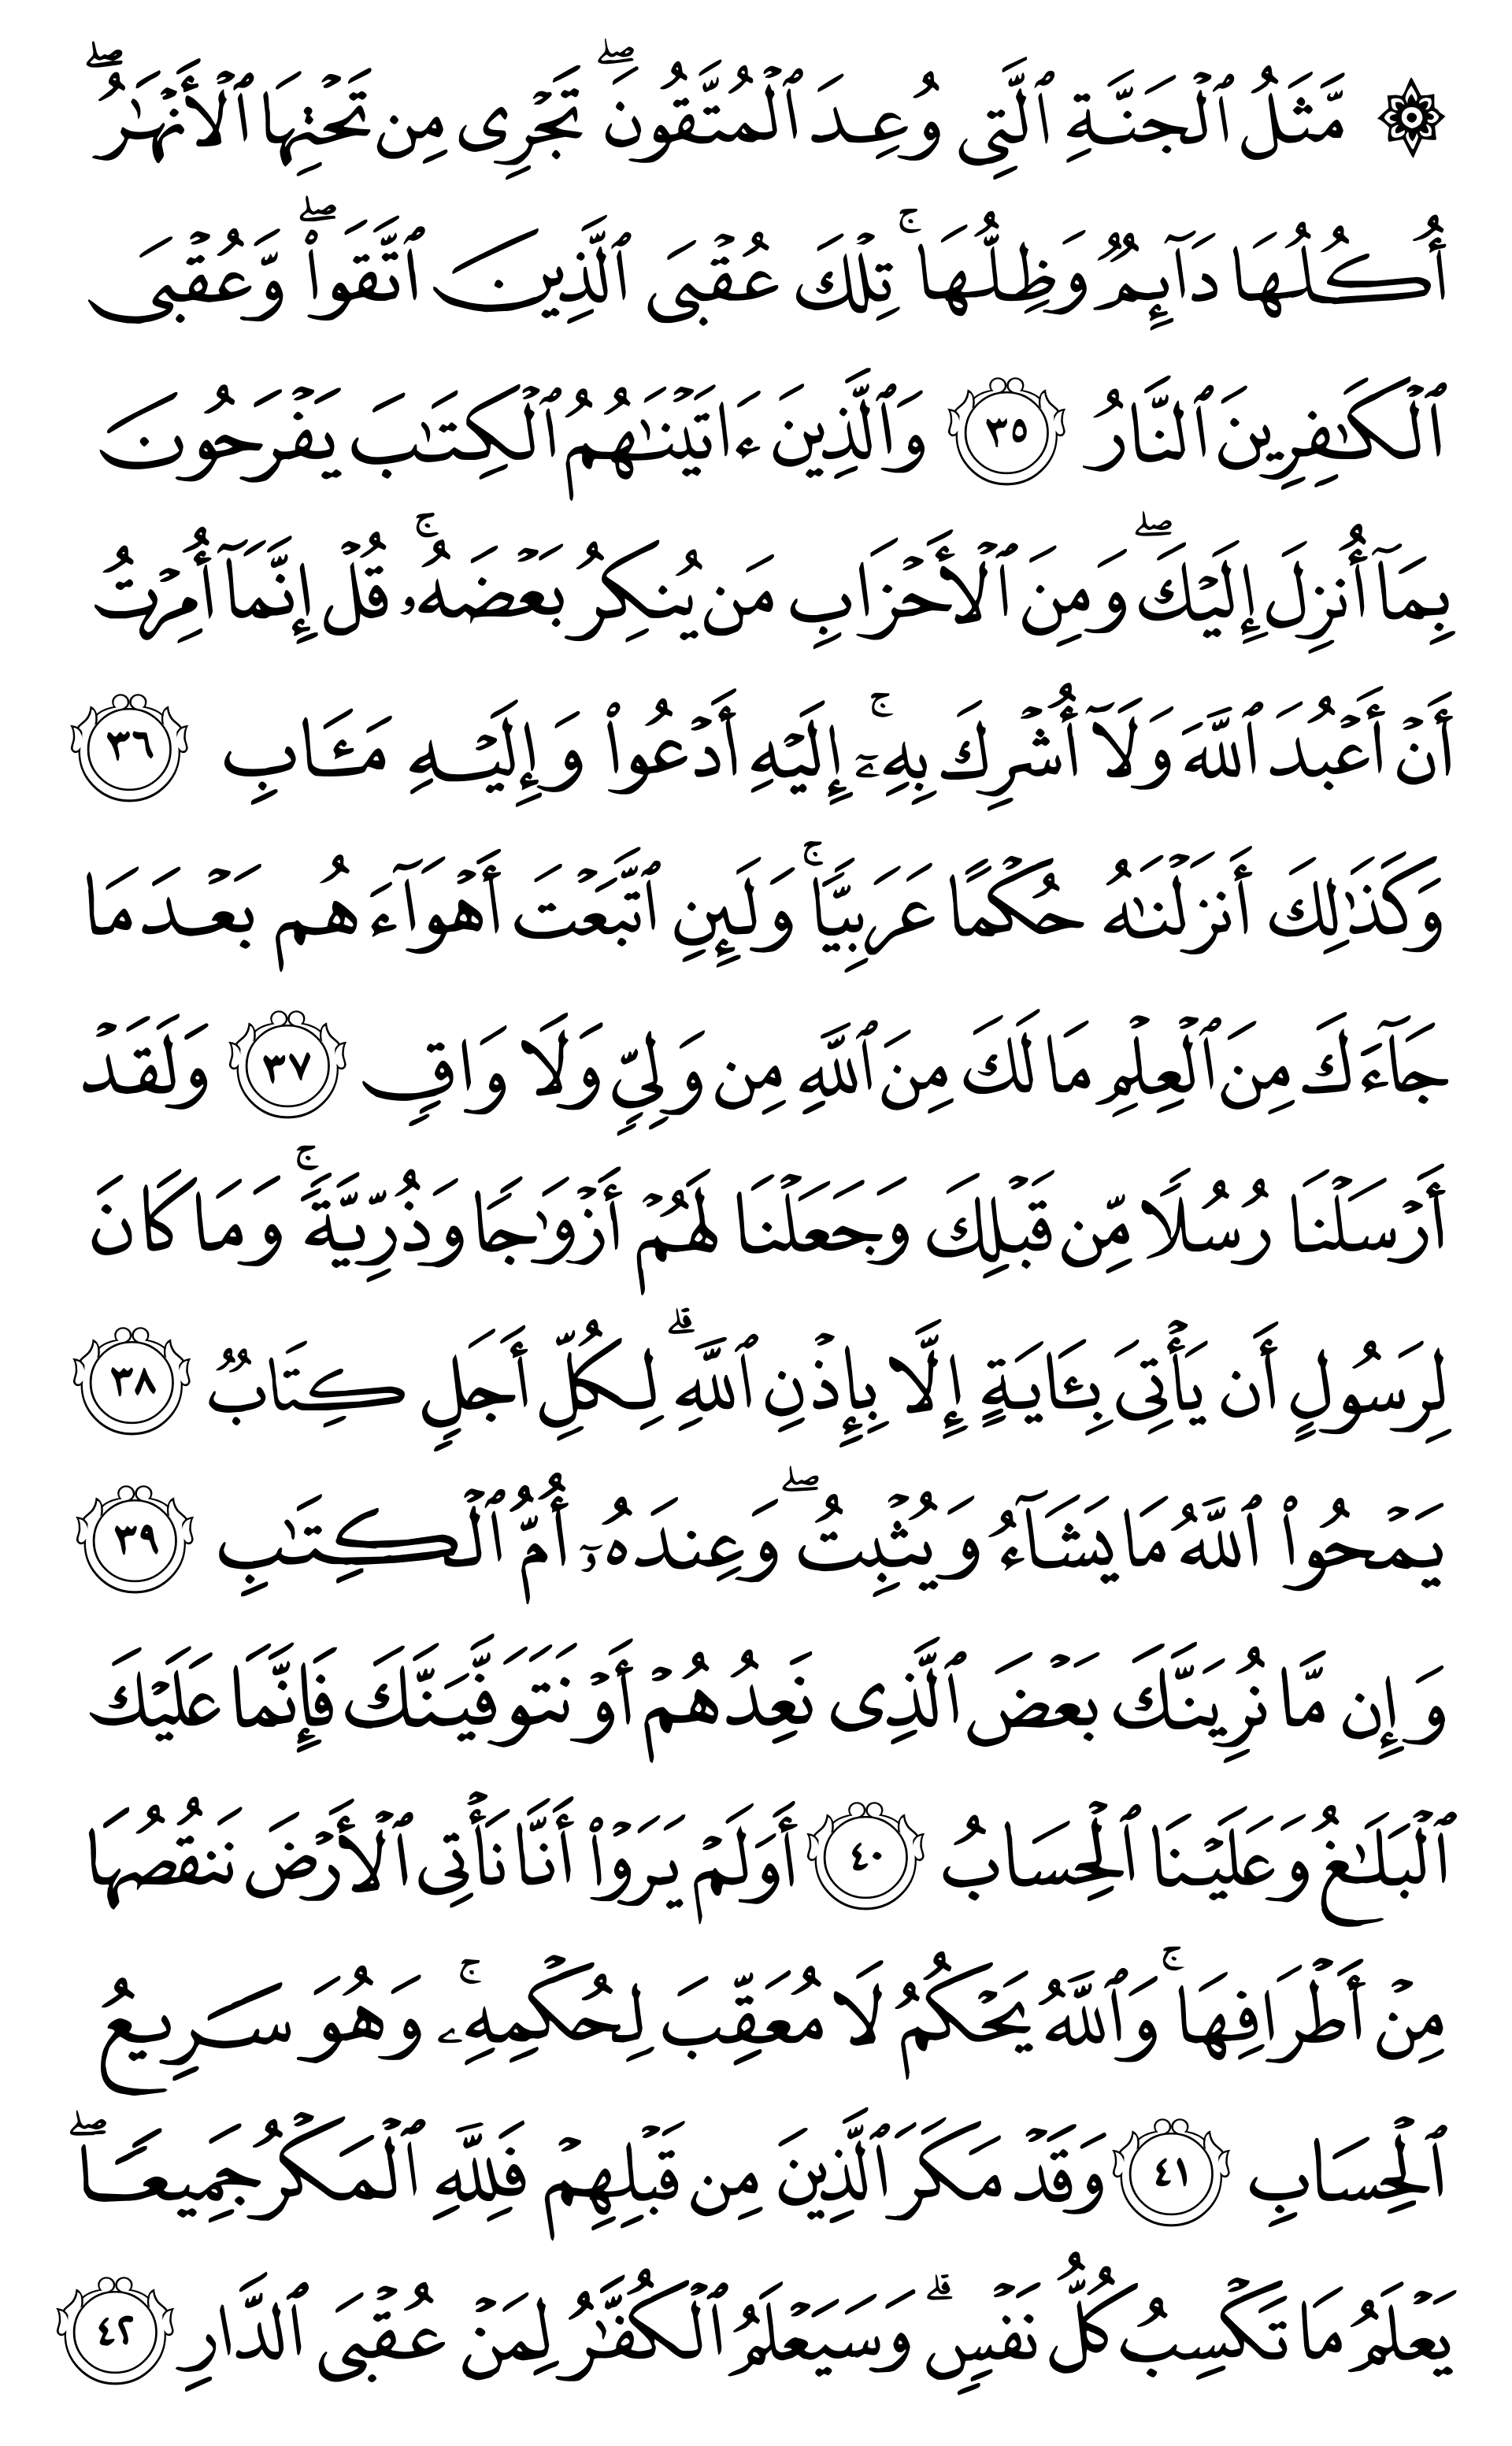 ۞ مَّثَلُ ٱلْجَنَّةِ ٱلَّتِى وُعِدَ ٱلْمُتَّقُونَ ۖ تَجْرِى مِن تَحْتِهَا ٱلْأَنْهَـٰرُ ۖ
أُكُلُهَا دَآئِمٌ وَظِلُّهَا ۚ تِلْكَ عُقْبَى ٱلَّذِينَ ٱتَّقَوا۟ ۖ وَّعُقْبَى
ٱلْكَـٰفِرِينَ ٱلنَّارُ ٣٥ وَٱلَّذِينَ ءَاتَيْنَـٰهُمُ ٱلْكِتَـٰبَ يَفْرَحُونَ
بِمَآ أُنزِلَ إِلَيْكَ ۖ وَمِنَ ٱلْأَحْزَابِ مَن يُنكِرُ بَعْضَهُۥ ۚ قُلْ إِنَّمَآ أُمِرْتُ
أَنْ أَعْبُدَ ٱللَّهَ وَلَآ أُشْرِكَ بِهِۦٓ ۚ إِلَيْهِ أَدْعُوا۟ وَإِلَيْهِ مَـَٔابِ ٣٦
وَكَذَٰلِكَ أَنزَلْنَـٰهُ حُكْمًا عَرَبِيًّا ۚ وَلَئِنِ ٱتَّبَعْتَ أَهْوَآءَهُم بَعْدَمَا
جَآءَكَ مِنَ ٱلْعِلْمِ مَا لَكَ مِنَ ٱللَّهِ مِن وَلِىٍّ وَلَا وَاقٍ ٣٧ وَلَقَدْ
أَرْسَلْنَا رُسُلًا مِّن قَبْلِكَ وَجَعَلْنَا لَهُمْ أَزْوَٰجًا وَذُرِّيَّةً ۚ وَمَا كَانَ
لِرَسُولٍ أَن يَأْتِىَ بِـَٔايَةٍ إِلَّا بِإِذْنِ ٱللَّهِ ۗ لِكُلِّ أَجَلٍ كِتَابٌ ٣٨
يَمْحُوا۟ ٱللَّهُ مَا يَشَآءُ وَيُثْبِتُ ۖ وَعِندَهُۥٓ أُمُّ ٱلْكِتَـٰبِ ٣٩
وَإِن مَّا نُرِيَنَّكَ بَعْضَ ٱلَّذِى نَعِدُهُمْ أَوْ نَتَوَفَّيَنَّكَ فَإِنَّمَا عَلَيْكَ
ٱلْبَلَـٰغُ وَعَلَيْنَا ٱلْحِسَابُ ٤٠ أَوَلَمْ يَرَوْا۟ أَنَّا نَأْتِى ٱلْأَرْضَ نَنقُصُهَا
مِنْ أَطْرَافِهَا ۚ وَٱللَّهُ يَحْكُمُ لَا مُعَقِّبَ لِحُكْمِهِۦ ۚ وَهُوَ سَرِيعُ
ٱلْحِسَابِ ٤١ وَقَدْ مَكَرَ ٱلَّذِينَ مِن قَبْلِهِمْ فَلِلَّهِ ٱلْمَكْرُ جَمِيعًا ۖ
يَعْلَمُ مَا تَكْسِبُ كُلُّ نَفْسٍ ۗ وَسَيَعْلَمُ ٱلْكُفَّـٰرُ لِمَنْ عُقْبَى ٱلدَّارِ ٤٢